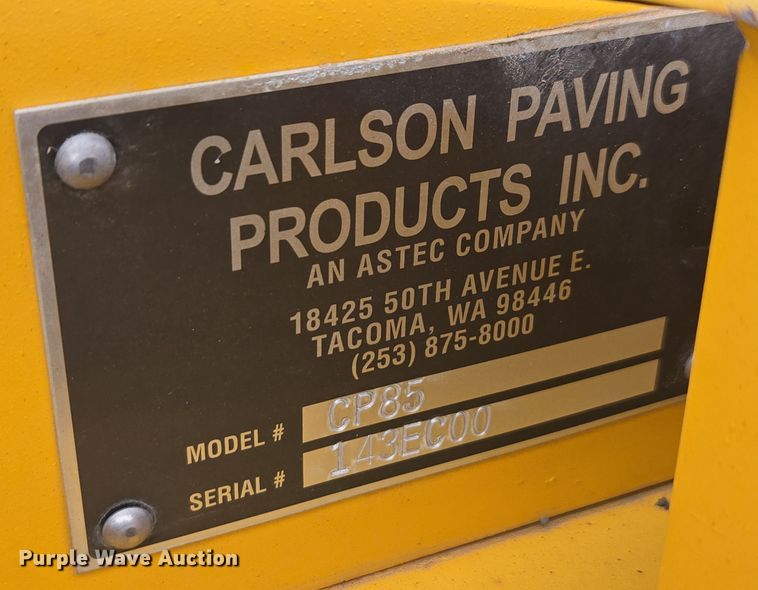 CARLSON PAVING
PRODUCTS INC.
AN ASTEC COMPANY
18425 50TH AVENUE E.
TACOMA, WA 98446
(253) 875-8000
MODEL # CP85
SERIAL # 143EC00
Purple Wave Auction